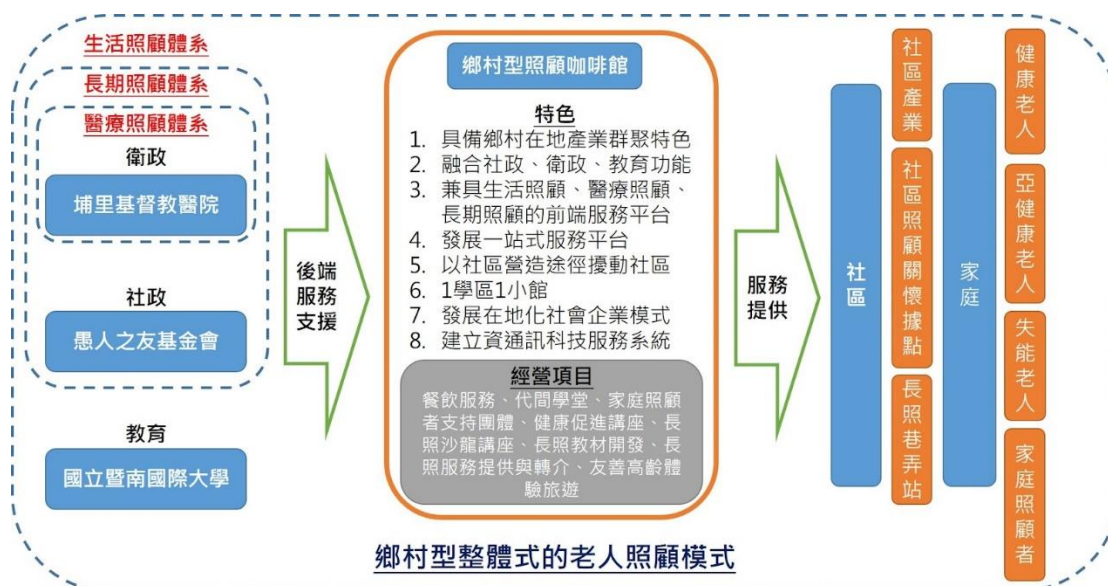 生活照顧體系
長期照顧體系
醫療照顧體系
衛政
埔里基督教醫院
社政
愚人之友基金會
教育
國立暨南國際大學
後端
服務
支援
鄉村型照顧咖啡館
特色
1. 具備鄉村在地產業群聚特色
2. 融合社政、衛政、教育功能
3. 兼具生活照顧、醫療照顧、
長期照顧的前端服務平台
4. 發展一站式服務平台
5. 以社區營造途徑擾動社區
6. 1學區1小館
7. 發展在地化社會企業模式
8. 建立資通訊科技服務系統
經營項目
餐飲服務、代間學堂、家庭照顧
者支持團體、健康促進講座、長
照沙龍講座、長照教材開發、長
照服務提供與轉介、友善高齡體
驗旅遊
服務
提供
社區
社區產業
社區照顧關懷據點
長照巷弄站
家庭
健康老人
亞健康老人
失能老人
家庭照顧者
鄉村型整體式的老人照顧模式